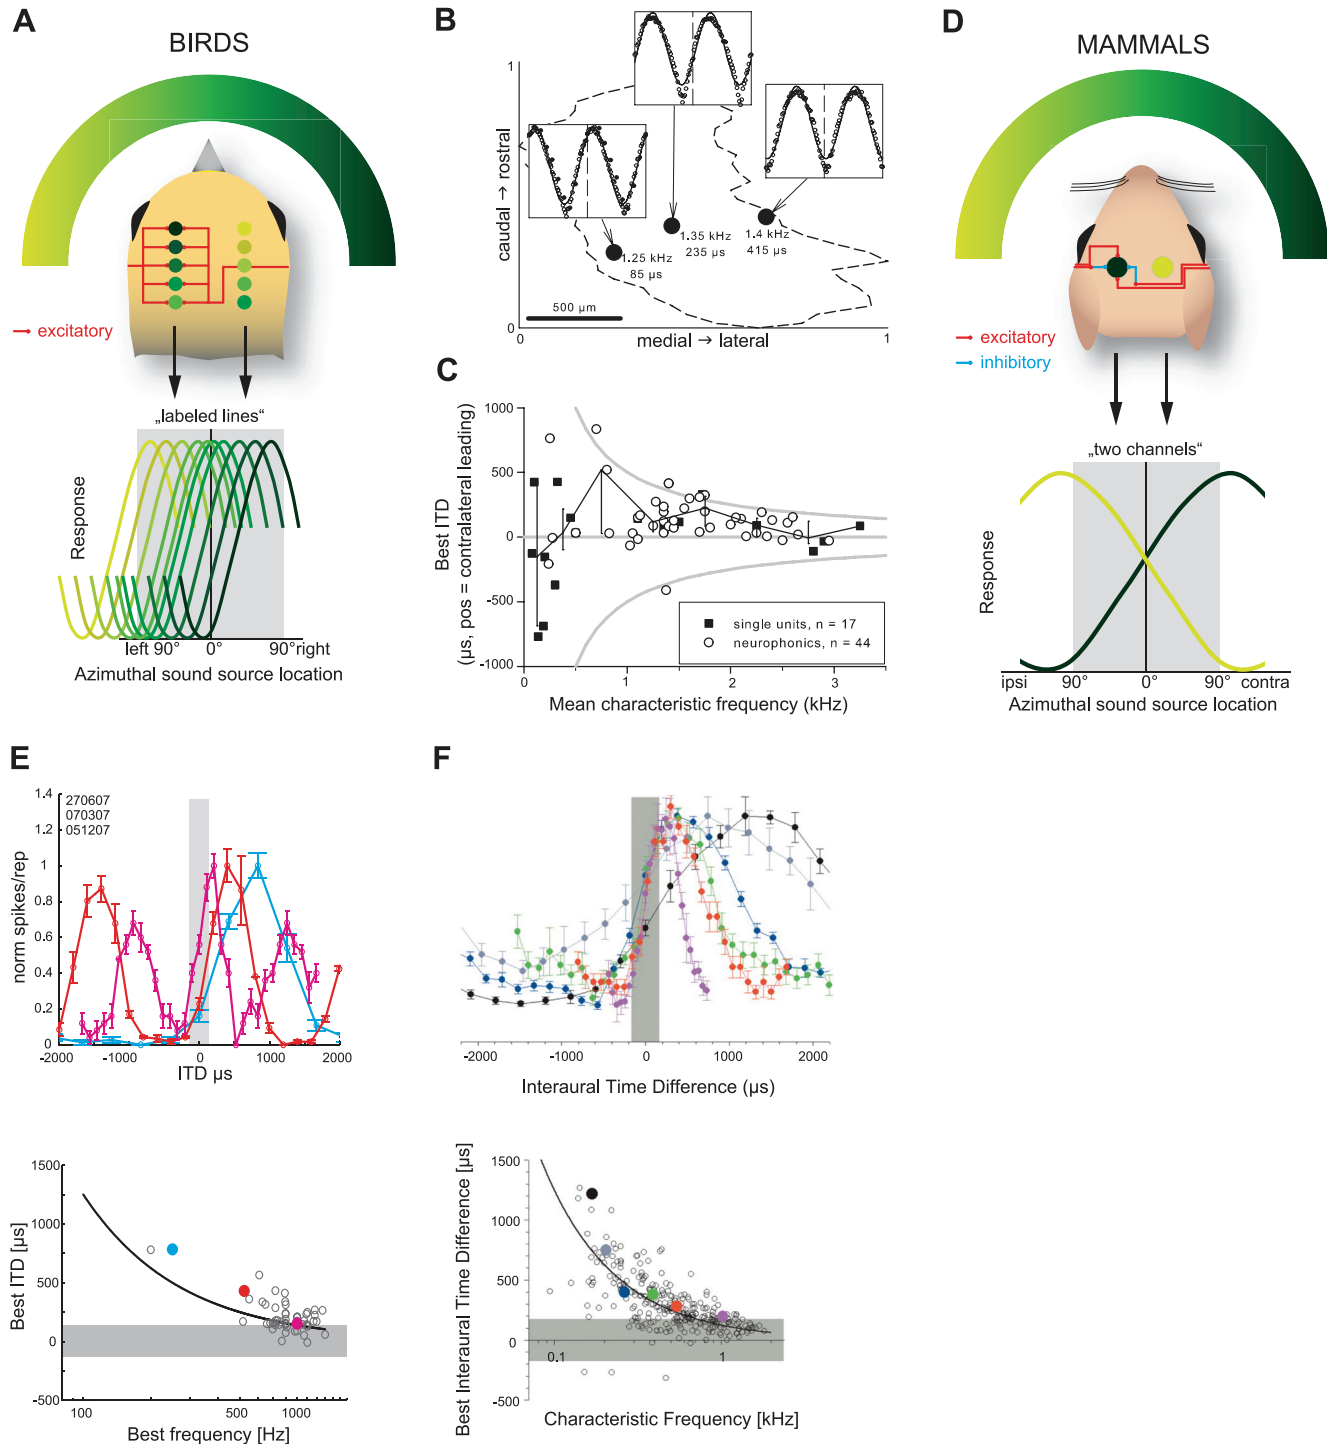 A
BIRDS
excitatory
„labeled lines“
Response
left 90°
0°
90°right
Azimuthal sound source location
B
caudal → rostral
1
0
1.25 kHz
85 µs
1.35 kHz
235 µs
1.4 kHz
415 µs
500 µm
0
medial → lateral
1
C
Best ITD
(µs, pos = contralateral leading)
1000
500
0
-500
-1000
single units, n = 17
neurophonics, n = 44
0
1
2
3
Mean characteristic frequency (kHz)
D
MAMMALS
excitatory
inhibitory
„two channels“
Response
ipsi
90°
0°
90°
contra
Azimuthal sound source location
E
norm spikes/rep
1.4
1.2
1
0.8
0.6
0.4
0.2
0
270607
070307
051207
-2000
-1000
0
1000
2000
ITD µs
Best ITD [µs]
1500
1000
500
0
-500
100
500
1000
Best frequency [Hz]
F
-2000
-1000
0
1000
2000
Interaural Time Difference (µs)
Best Interaural Time Difference [µs]
1500
1000
500
0
-500
0.1
1
Characteristic Frequency [kHz]